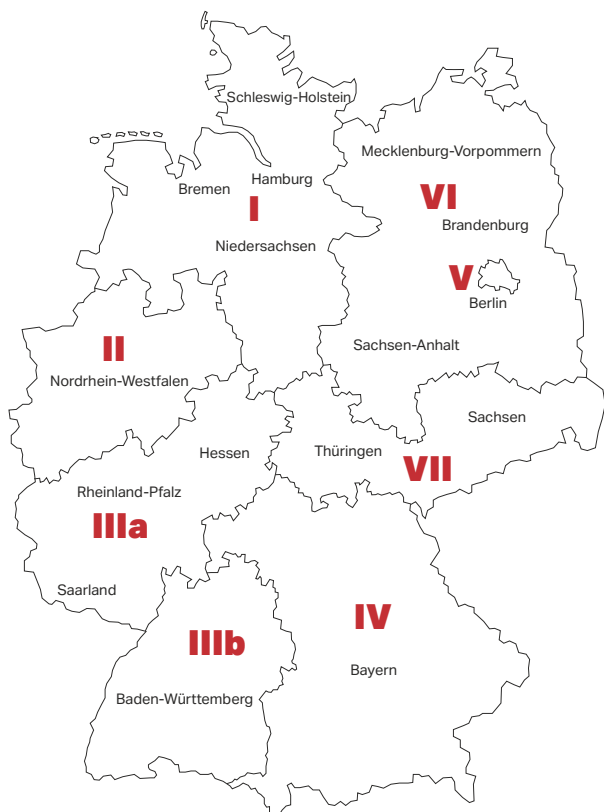 Schleswig-Holstein
Mecklenburg-Vorpommern
Hamburg
Bremen
I
VI
Brandenburg
Niedersachsen
V
Berlin
II
Sachsen-Anhalt
Nordrhein-Westfalen
Sachsen
Hessen
Thüringen
VII
Rheinland-Pfalz
IIIa
Saarland
IV
IIIb
Bayern
Baden-Württemberg